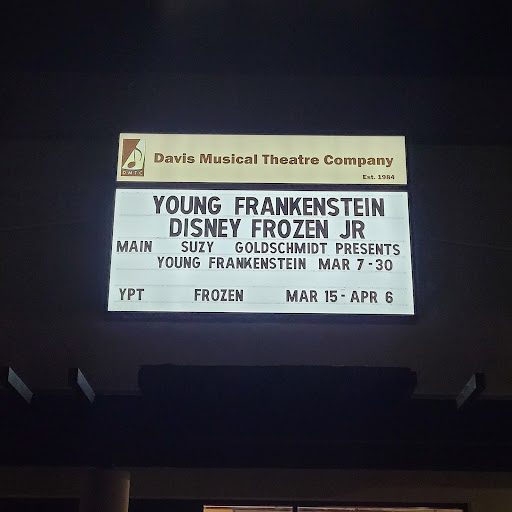 D M T C
Davis Musical Theatre Company
Est. 1984
YOUNG FRANKENSTEIN
DISNEY FROZEN JR
MAIN SUZY GOLDSCHMIDT PRESENTS
YOUNG FRANKENSTEIN MAR 7-30
YPT FROZEN MAR 15-APR 6